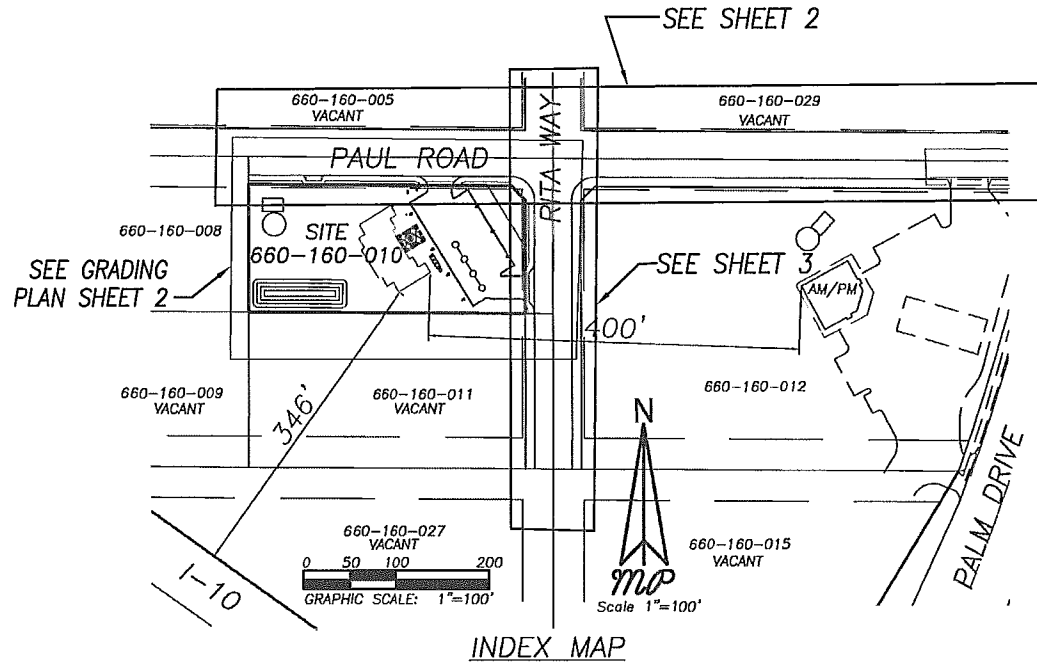 SEE SHEET 2
660-160-005
VACANT
660-160-029
VACANT
RITA WAY
PAUL ROAD
660-160-008
SITE
660-160-010
SEE GRADING
PLAN SHEET 2
SEE SHEET 3
AM/PM
400'
660-160-009
VACANT
660-160-011
VACANT
660-160-012
346'
N
PALM DRIVE
660-160-027
VACANT
660-160-015
VACANT
0 50 100 200
GRAPHIC SCALE: 1"=100'
MP
Scale 1"=100'
I-10
INDEX MAP